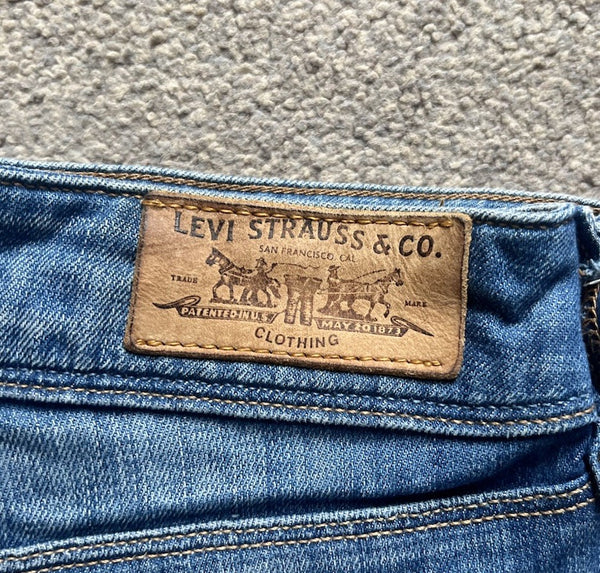 LEVI STRAUSS & CO.
SAN FRANCISCO, CAL
TRADE MARK
PATENTED IN U.S. MAY 20 1873
CLOTHING